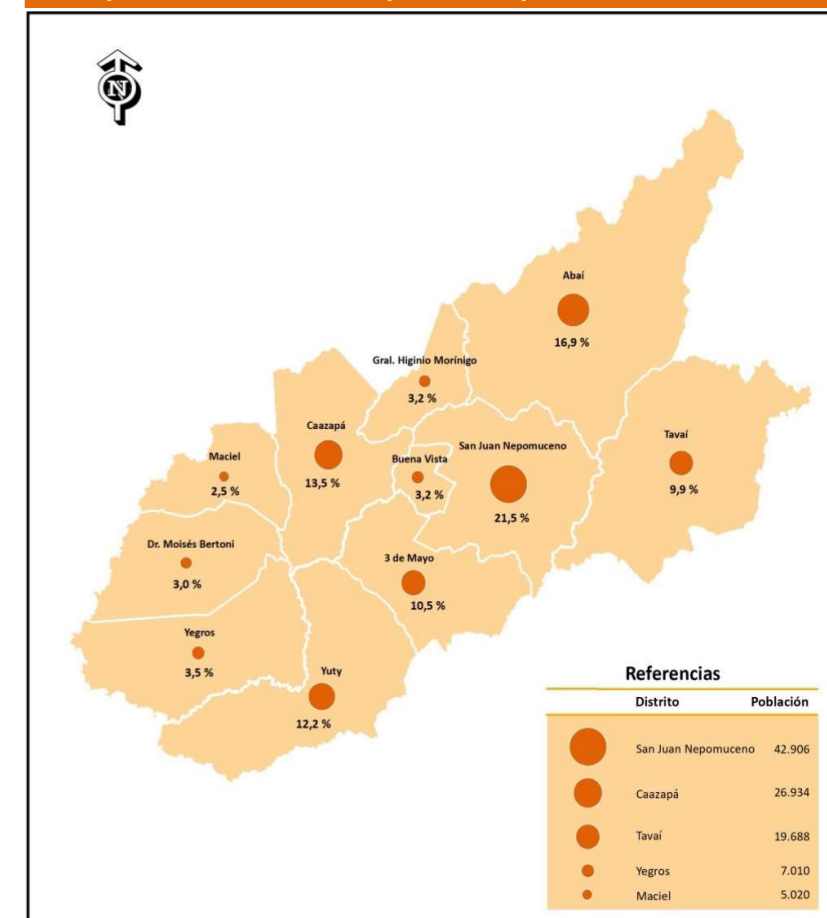 N
Abaí
16,9 %
Gral. Higinio Morínigo
3,2 %
Caazapá
13,5 %
Buena Vista
3,2 %
San Juan Nepomuceno
21,5 %
Tavaí
9,9 %
Maciel
2,5 %
Dr. Moisés Bertoni
3,0 %
3 de Mayo
10,5 %
Yegros
3,5 %
Yuty
12,2 %
Referencias
Distrito Población
San Juan Nepomuceno 42.906
Caazapá 26.934
Tavaí 19.688
Yegros 7.010
Maciel 5.020